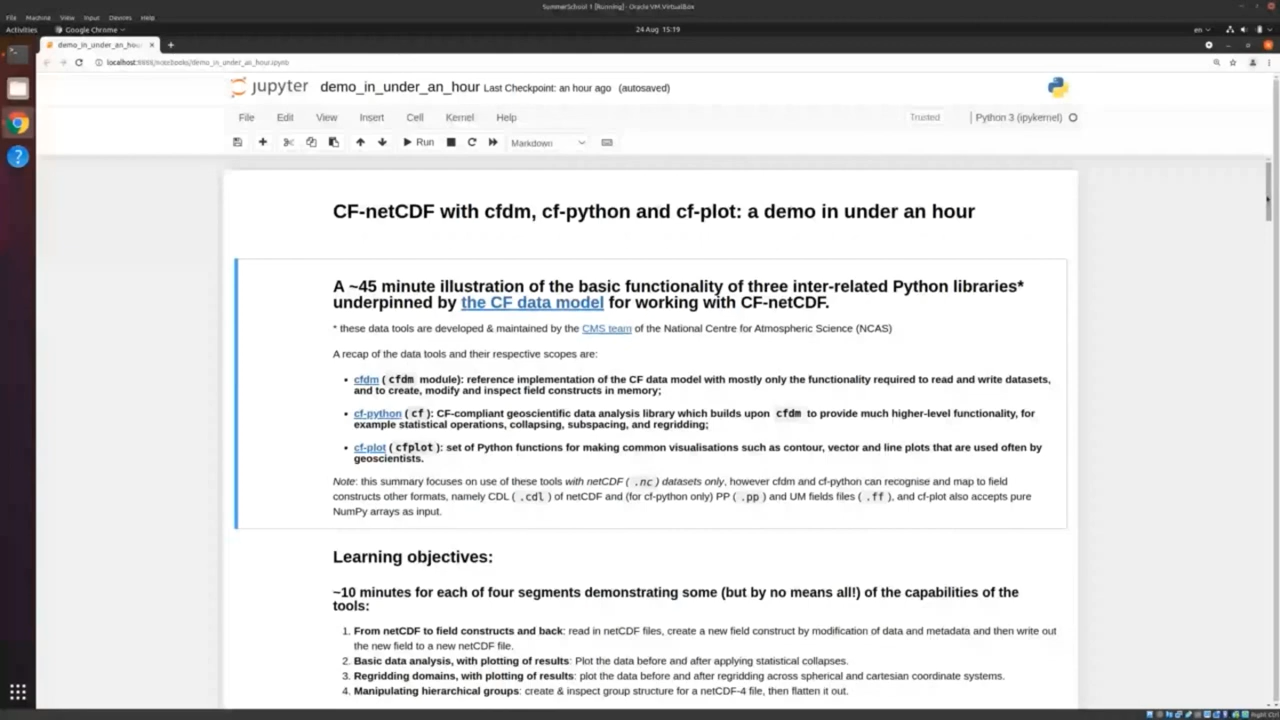 SummerSchool 1 [Running] - Oracle VM VirtualBox
File Machine View Input Devices Help
Activities Google Chrome 24 Aug 15:19 en
demo_in_under_an_hou
localhost:8888/notebooks/demo_in_under_an_hour.ipynb
jupyter demo_in_under_an_hour Last Checkpoint: an hour ago (autosaved)
File Edit View Insert Cell Kernel Help Trusted Python 3 (ipykernel)
Run Markdown
CF-netCDF with cfdm, cf-python and cf-plot: a demo in under an hour
A ~45 minute illustration of the basic functionality of three inter-related Python libraries*
underpinned by the CF data model for working with CF-netCDF.
* these data tools are developed & maintained by the CMS team of the National Centre for Atmospheric Science (NCAS)
A recap of the data tools and their respective scopes are:
• cfdm ( cfdm module): reference implementation of the CF data model with mostly only the functionality required to read and write datasets,
and to create, modify and inspect field constructs in memory;
• cf-python ( cf ): CF-compliant geoscientific data analysis library which builds upon cfdm to provide much higher-level functionality, for
example statistical operations, collapsing, subspacing, and regridding;
• cf-plot ( cfplot ): set of Python functions for making common visualisations such as contour, vector and line plots that are used often by
geoscientists.
Note: this summary focuses on use of these tools with netCDF ( .nc ) datasets only, however cfdm and cf-python can recognise and map to field
constructs other formats, namely CDL ( .cdl ) of netCDF and (for cf-python only) PP ( .pp ) and UM fields files ( .ff ), and cf-plot also accepts pure
NumPy arrays as input.
Learning objectives:
~10 minutes for each of four segments demonstrating some (but by no means all!) of the capabilities of the
tools:
1. From netCDF to field constructs and back: read in netCDF files, create a new field construct by modification of data and metadata and then write out
the new field to a new netCDF file.
2. Basic data analysis, with plotting of results: Plot the data before and after applying statistical collapses.
3. Regridding domains, with plotting of results: plot the data before and after regridding across spherical and cartesian coordinate systems.
4. Manipulating hierarchical groups: create & inspect group structure for a netCDF-4 file, then flatten it out.
Right Ctrl